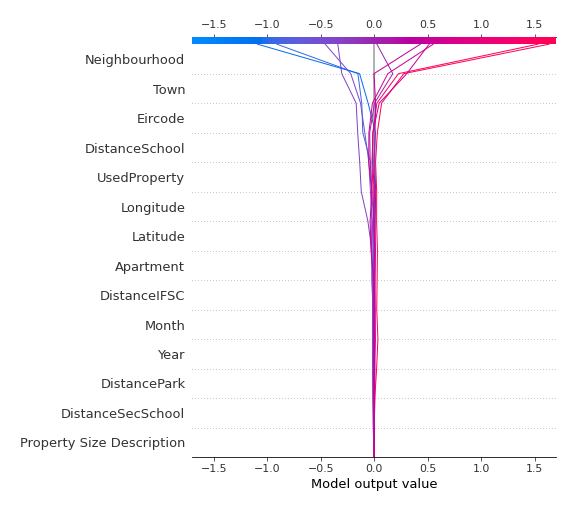 −1.5 −1.0 −0.5 0.0 0.5 1.0 1.5
Neighbourhood
Town
Eircode
DistanceSchool
UsedProperty
Longitude
Latitude
Apartment
DistanceIFSC
Month
Year
DistancePark
DistanceSecSchool
Property Size Description
−1.5 −1.0 −0.5 0.0 0.5 1.0 1.5
Model output value